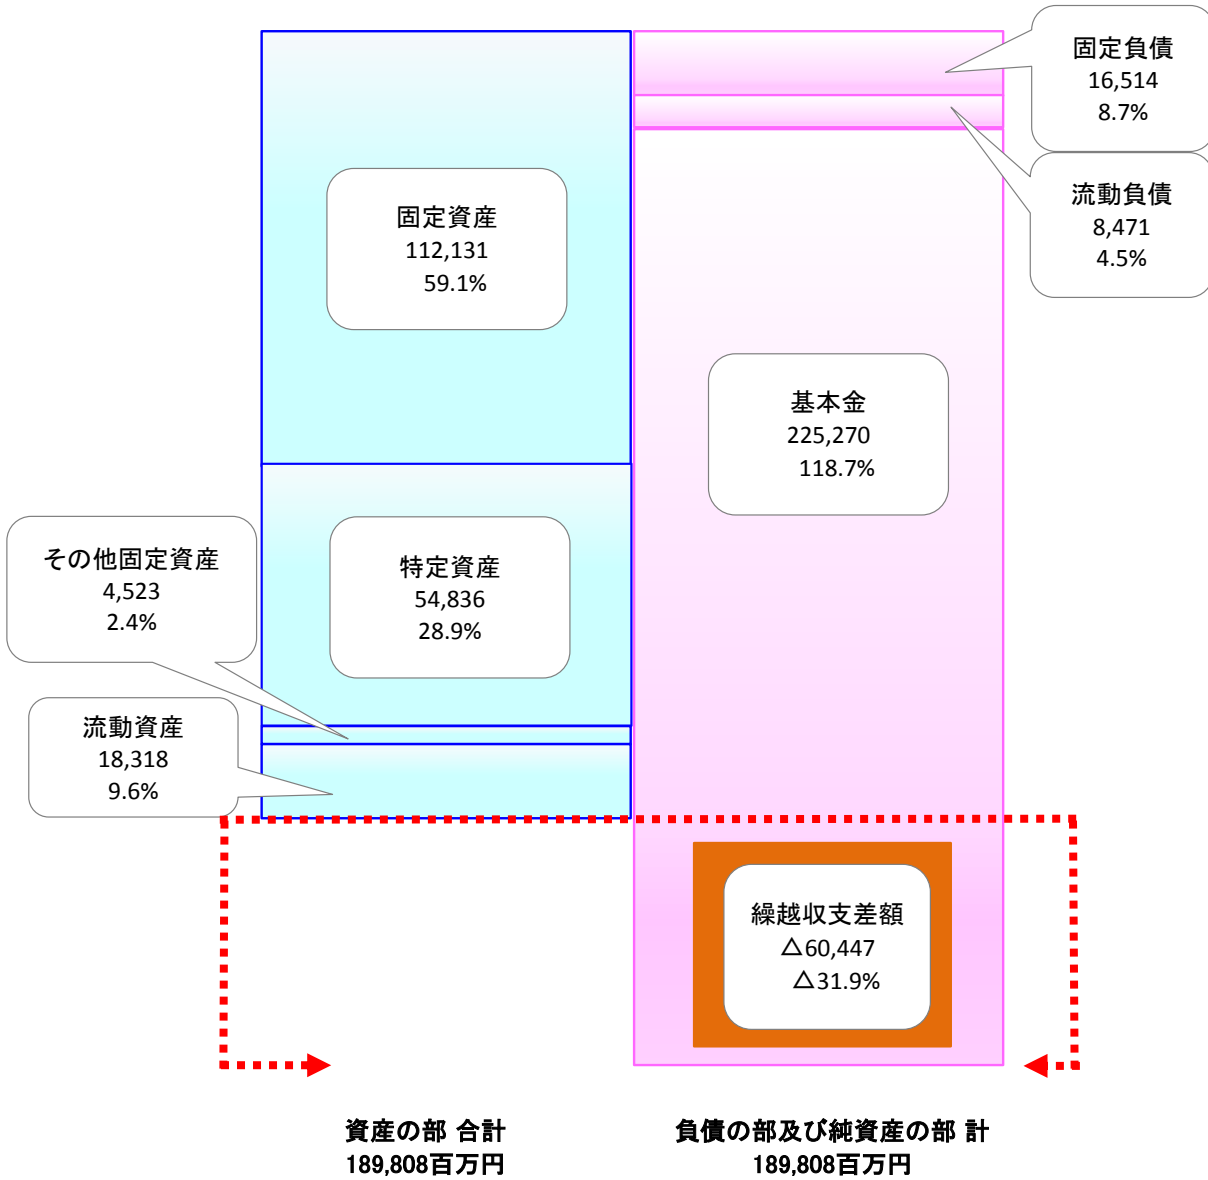 固定負債
16,514
8.7%
流動負債
8,471
4.5%
固定資産
112,131
59.1%
基本金
225,270
118.7%
その他固定資産
4,523
2.4%
特定資産
54,836
28.9%
流動資産
18,318
9.6%
繰越収支差額
△60,447
△31.9%
資産の部 合計
189,808百万円
負債の部及び純資産の部 計
189,808百万円